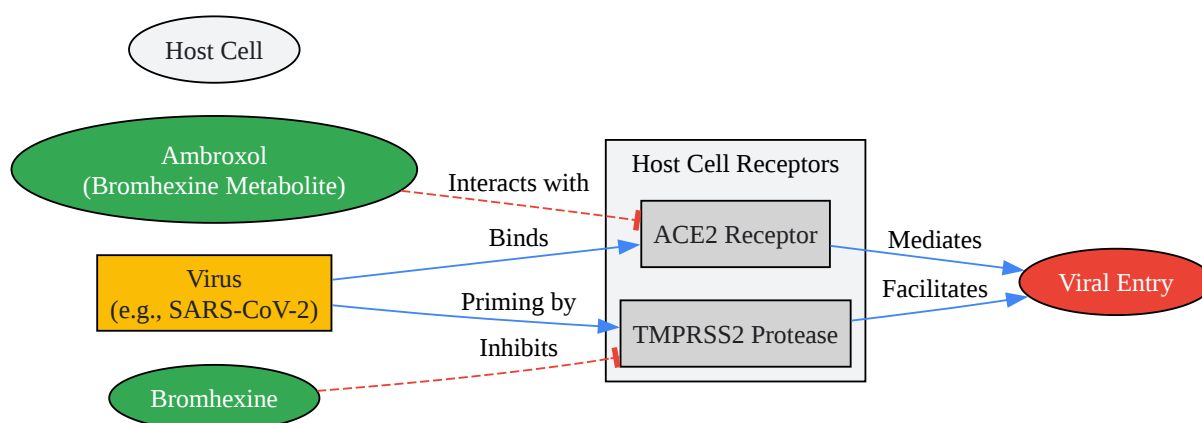 Host Cell
Ambroxol
(Bromhexine Metabolite)
Interacts with
Host Cell Receptors
ACE2 Receptor
Binds
Mediates
Virus
(e.g., SARS-CoV-2)
Priming by
TMPRSS2 Protease
Facilitates
Viral Entry
Inhibits
Bromhexine